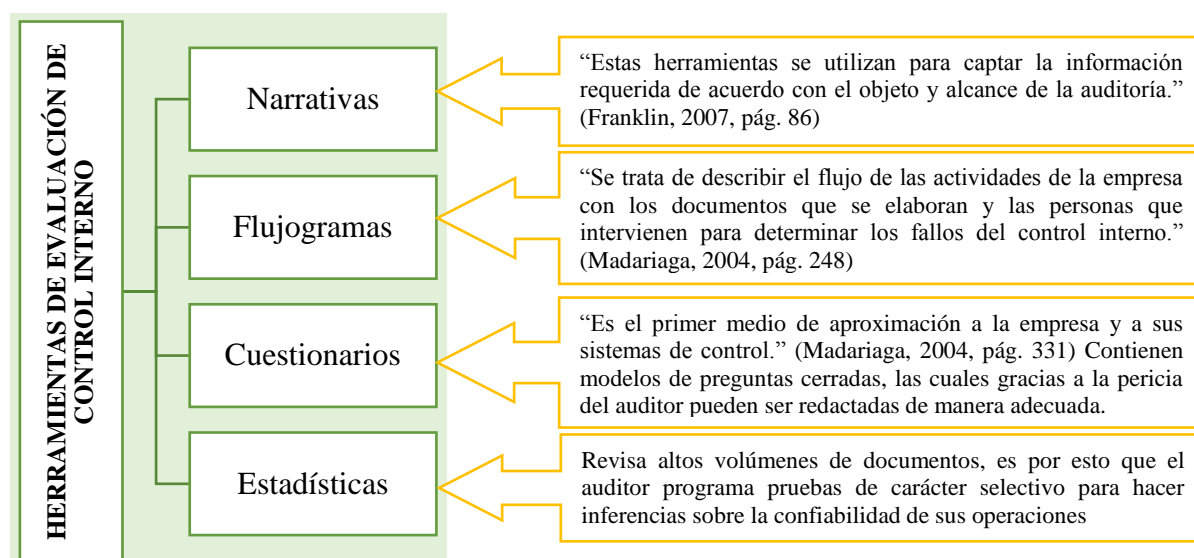 HERRAMIENTAS DE EVALUACIÓN DE
CONTROL INTERNO
Narrativas
“Estas herramientas se utilizan para captar la información
requerida de acuerdo con el objeto y alcance de la auditoría.”
(Franklin, 2007, pág. 86)
Flujogramas
“Se trata de describir el flujo de las actividades de la empresa
con los documentos que se elaboran y las personas que
intervienen para determinar los fallos del control interno.”
(Madariaga, 2004, pág. 248)
Cuestionarios
“Es el primer medio de aproximación a la empresa y a sus
sistemas de control.” (Madariaga, 2004, pág. 331) Contienen
modelos de preguntas cerradas, las cuales gracias a la pericia
del auditor pueden ser redactadas de manera adecuada.
Estadísticas
Revisa altos volúmenes de documentos, es por esto que el
auditor programa pruebas de carácter selectivo para hacer
inferencias sobre la confiabilidad de sus operaciones